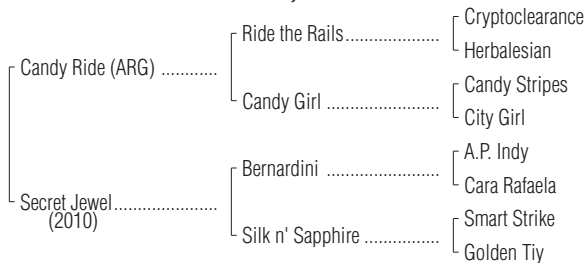 Cryptoclearance
Ride the Rails
Herbalesian
Candy Ride (ARG)
Candy Stripes
Candy Girl
City Girl
A.P. Indy
Bernardini
Cara Rafaela
Secret Jewel
(2010)
Smart Strike
Silk n' Sapphire
Golden Tiy